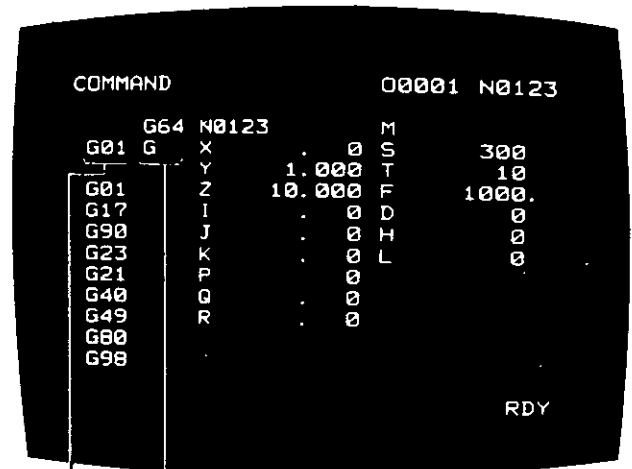 COMMAND O0001 N0123
G64 N0123 M
G01 G X . 0 S 300
Y 1.000 T 10
G01 Z 10.000 F 1000.
G17 I . 0 D 0
G90 J . 0 H 0
G23 K . 0 L 0
G21 P 0
G40 Q . 0
G49 R . 0
G80
G98
RDY